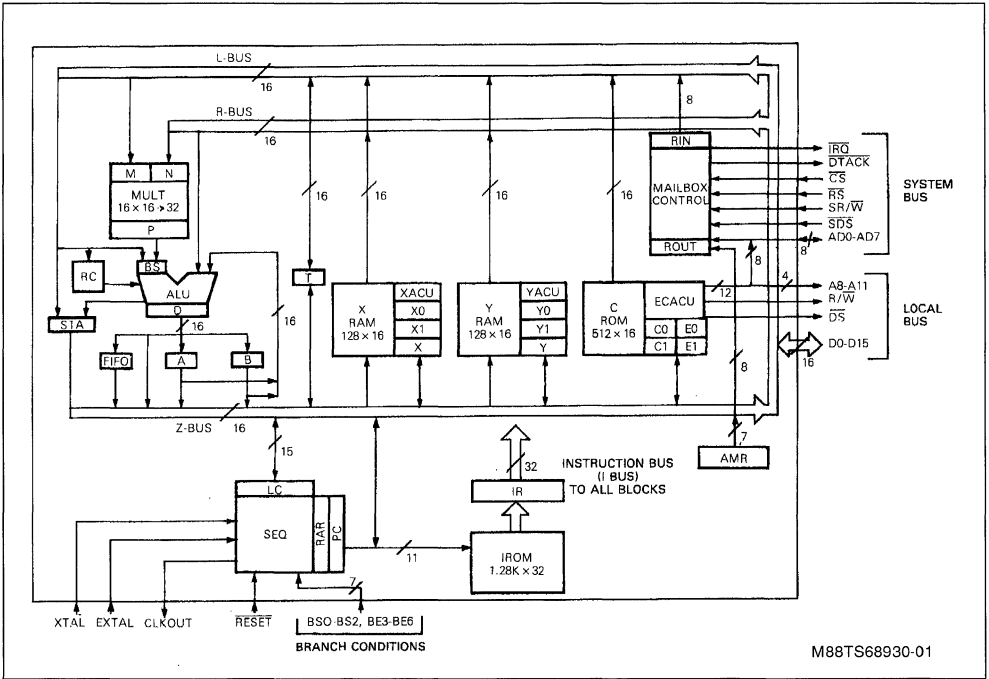 L-BUS
16
R-BUS
16
8
RIN
MAILBOX
CONTROL
ROUT
IRQ
DTACK
CS
RS
SR/W
SDS
AD0-AD7
8
SYSTEM
BUS
M N
MULT
16 × 16 → 32
P
16
16
16
16
RC
BS
ALU
D
16
16
T
STA
FIFO
A
B
X
RAM
128 × 16
XACU
X0
X1
X
Y
RAM
128 × 16
YACU
Y0
Y1
Y
C
ROM
512 × 16
ECACU
C0 E0
C1 E1
12
8
4
A8-A11
R/W
DS
D0-D15
16
LOCAL
BUS
8
7
AMR
Z-BUS
16
15
LC
SEQ
RAR
PC
11
32
INSTRUCTION BUS
(I BUS)
TO ALL BLOCKS
IR
IROM
1.28K × 32
7
XTAL EXTAL CLKOUT RESET
BS0-BS2, BE3-BE6
BRANCH CONDITIONS
M88TS68930-01